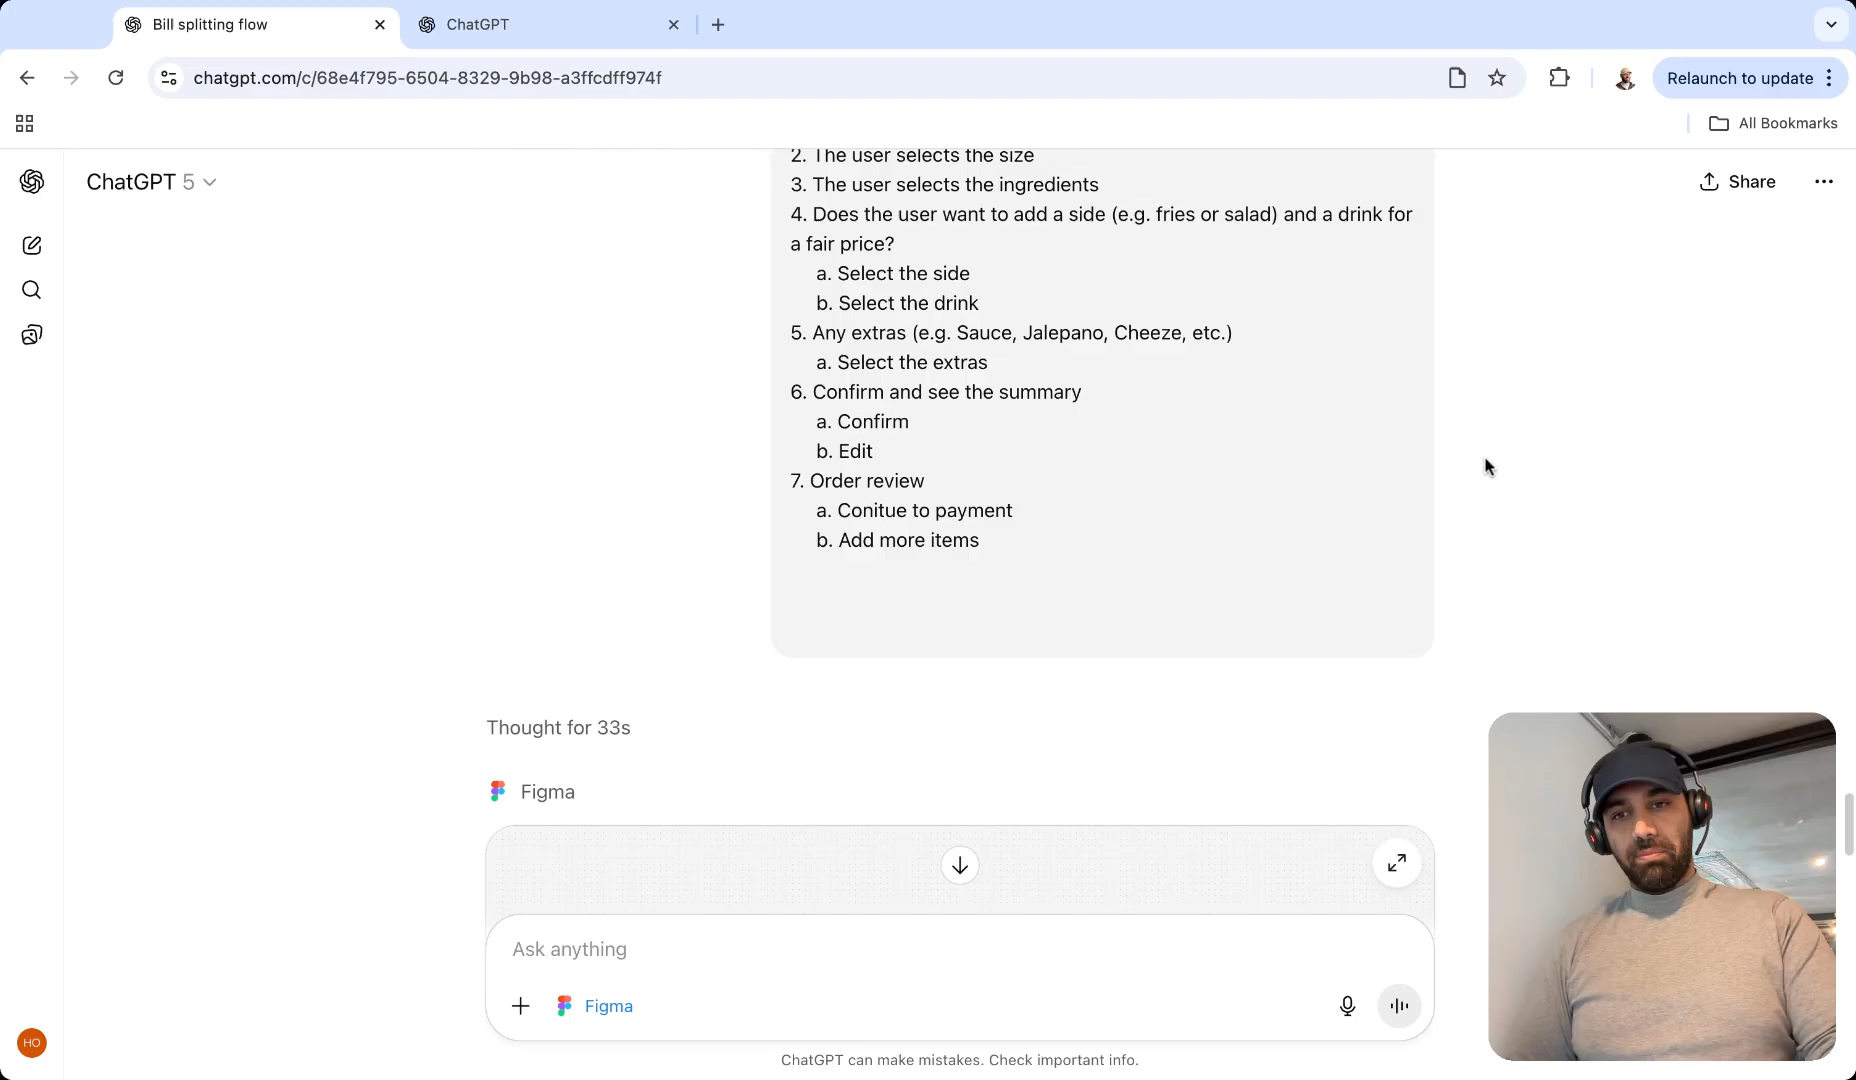 Bill splitting flow
ChatGPT
chatgpt.com/c/68e4f795-6504-8329-9b98-a3ffcdff974f
Relaunch to update
All Bookmarks
ChatGPT 5
Share
2. The user selects the size
3. The user selects the ingredients
4. Does the user want to add a side (e.g. fries or salad) and a drink for
a fair price?
a. Select the side
b. Select the drink
5. Any extras (e.g. Sauce, Jalepano, Cheeze, etc.)
a. Select the extras
6. Confirm and see the summary
a. Confirm
b. Edit
7. Order review
a. Conitue to payment
b. Add more items
Thought for 33s
Figma
Ask anything
Figma
HO
ChatGPT can make mistakes. Check important info.